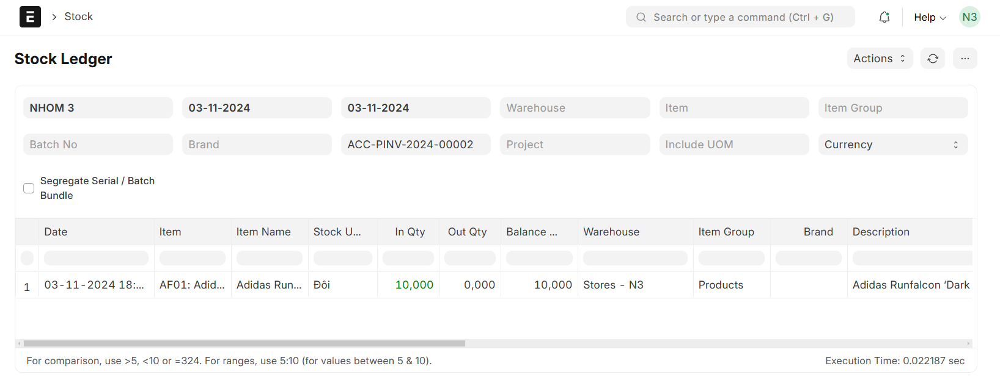 E
Stock
Search or type a command (Ctrl + G)
Help
N3
Stock Ledger
Actions
...
NHOM 3
03-11-2024
03-11-2024
Warehouse
Item
Item Group
Batch No
Brand
ACC-PINV-2024-00002
Project
Include UOM
Currency
Segregate Serial / Batch
Bundle
Date Item Item Name Stock U... In Qty Out Qty Balance ... Warehouse Item Group Brand Description
1 03-11-2024 18:... AF01: Adid... Adidas Run... Đôi 10,000 0,000 10,000 Stores - N3 Products Adidas Runfalcon ‘Dark
For comparison, use >5, <10 or =324. For ranges, use 5:10 (for values between 5 & 10).
Execution Time: 0.022187 sec